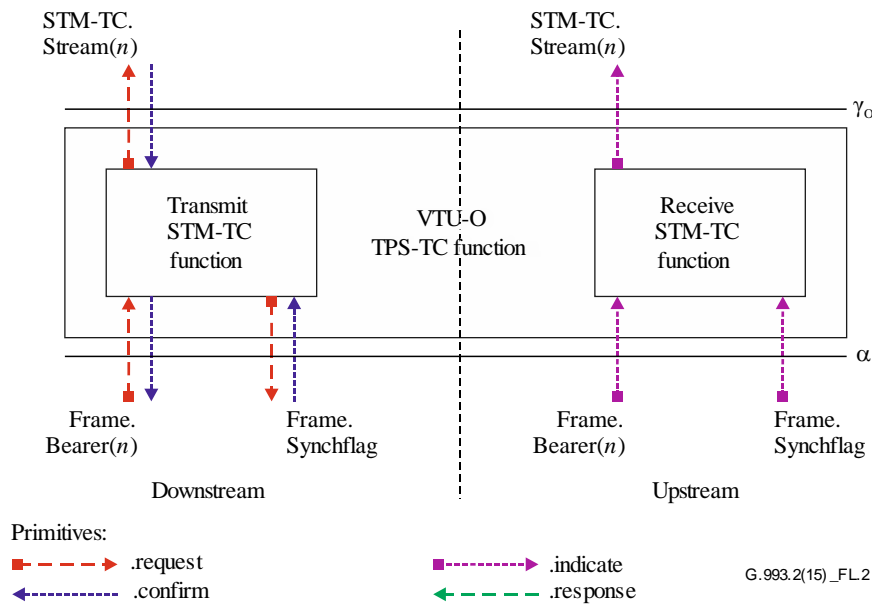 STM-TC.
Stream(n)
STM-TC.
Stream(n)
γO
Transmit
STM-TC
function
VTU-O
TPS-TC function
Receive
STM-TC
function
α
Frame.
Bearer(n)
Frame.
Synchflag
Frame.
Bearer(n)
Frame.
Synchflag
Downstream
Upstream
Primitives:
.request
.indicate
.confirm
.response
G.993.2(15)_FL.2